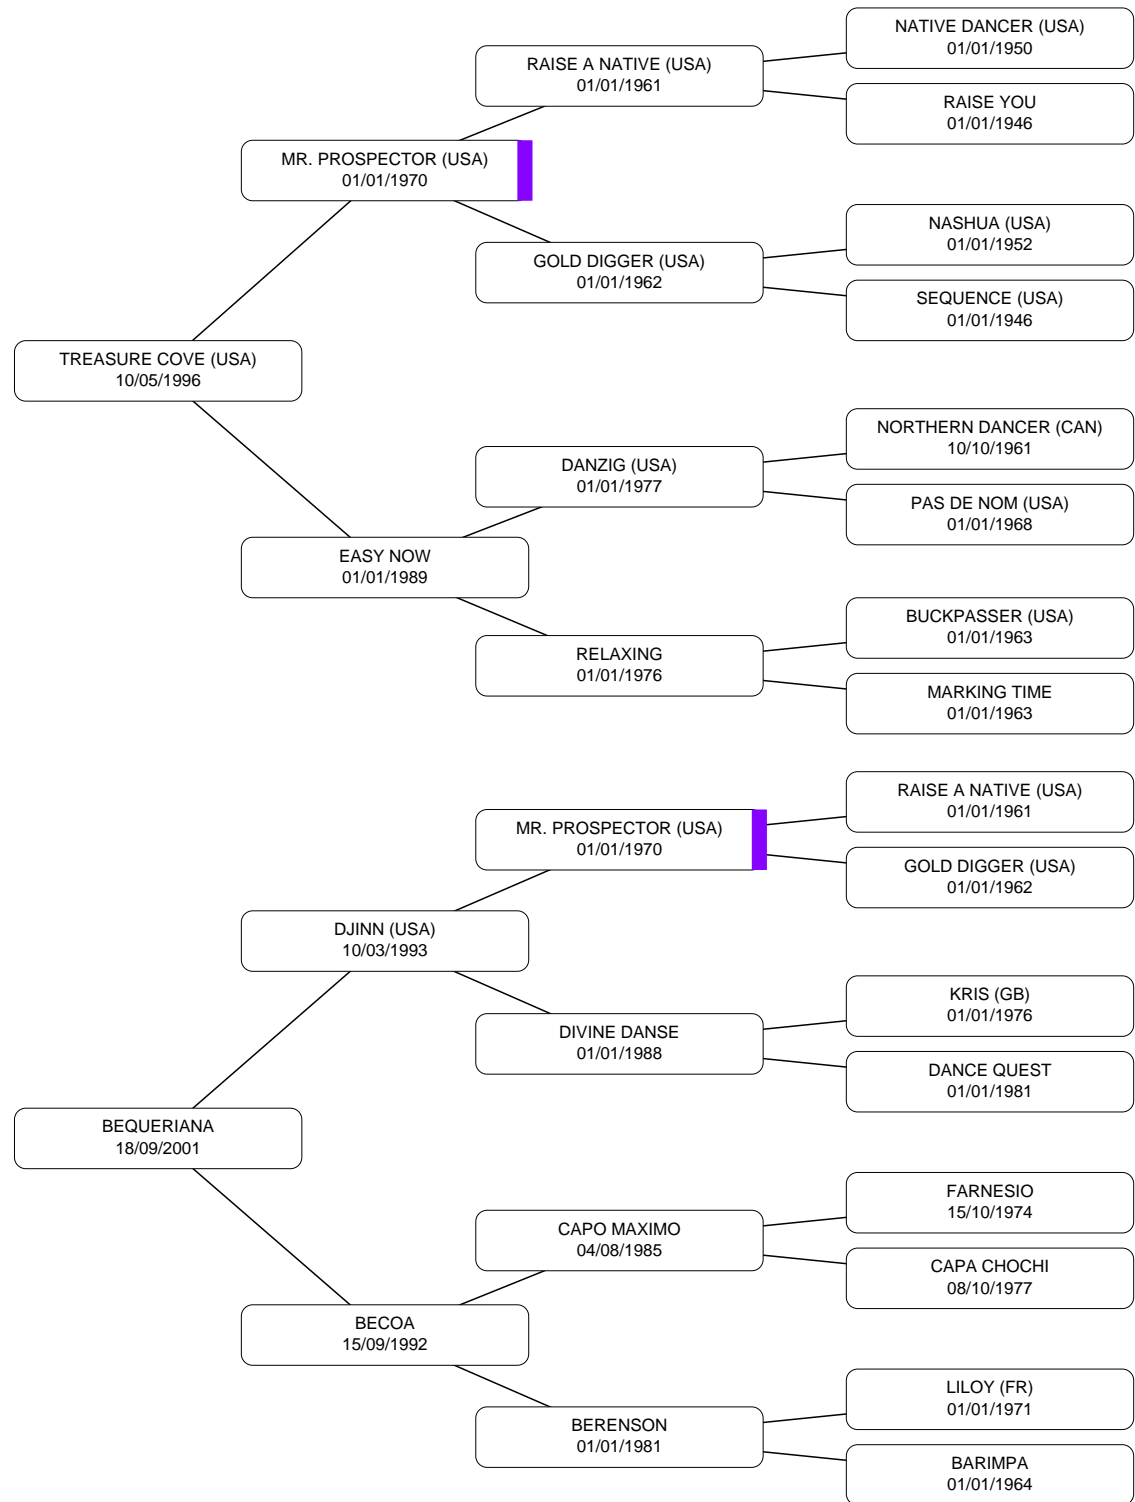 NATIVE DANCER (USA)
01/01/1950
RAISE A NATIVE (USA)
01/01/1961
RAISE YOU
01/01/1946
MR. PROSPECTOR (USA)
01/01/1970
NASHUA (USA)
01/01/1952
GOLD DIGGER (USA)
01/01/1962
SEQUENCE (USA)
01/01/1946
TREASURE COVE (USA)
10/05/1996
NORTHERN DANCER (CAN)
10/10/1961
DANZIG (USA)
01/01/1977
PAS DE NOM (USA)
01/01/1968
EASY NOW
01/01/1989
BUCKPASSER (USA)
01/01/1963
RELAXING
01/01/1976
MARKING TIME
01/01/1963
RAISE A NATIVE (USA)
01/01/1961
MR. PROSPECTOR (USA)
01/01/1970
GOLD DIGGER (USA)
01/01/1962
DJINN (USA)
10/03/1993
KRIS (GB)
01/01/1976
DIVINE DANSE
01/01/1988
DANCE QUEST
01/01/1981
BEQUERIANA
18/09/2001
FARNESIO
15/10/1974
CAPO MAXIMO
04/08/1985
CAPA CHOCHI
08/10/1977
BECOA
15/09/1992
LILOY (FR)
01/01/1971
BERENSON
01/01/1981
BARIMPA
01/01/1964